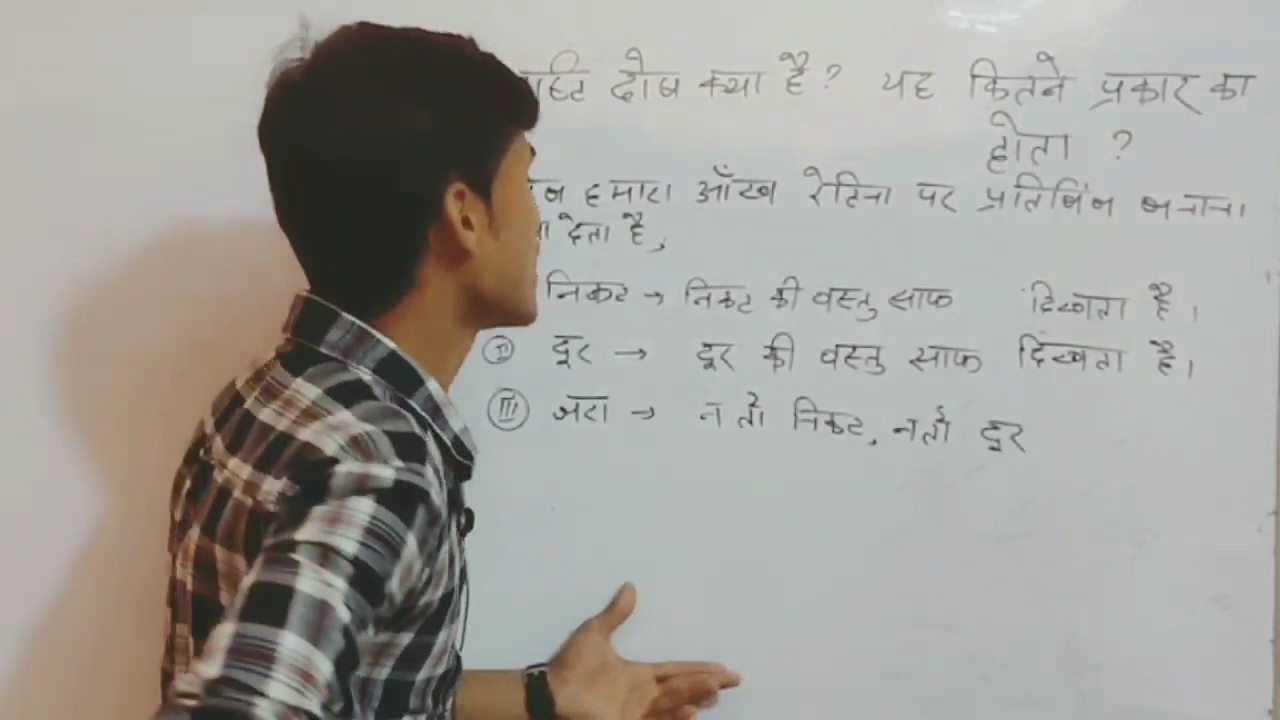 दोष क्या है? यह कितने प्रकार का
होता ?
हमारा आँख रेटिना पर प्रतिबिंब बनाना
देता है,
निकट → निकट की वस्तु साफ दिखता है।
II दूर → दूर की वस्तु साफ दिखता है।
III जरा → न तो निकट, न तो दूर